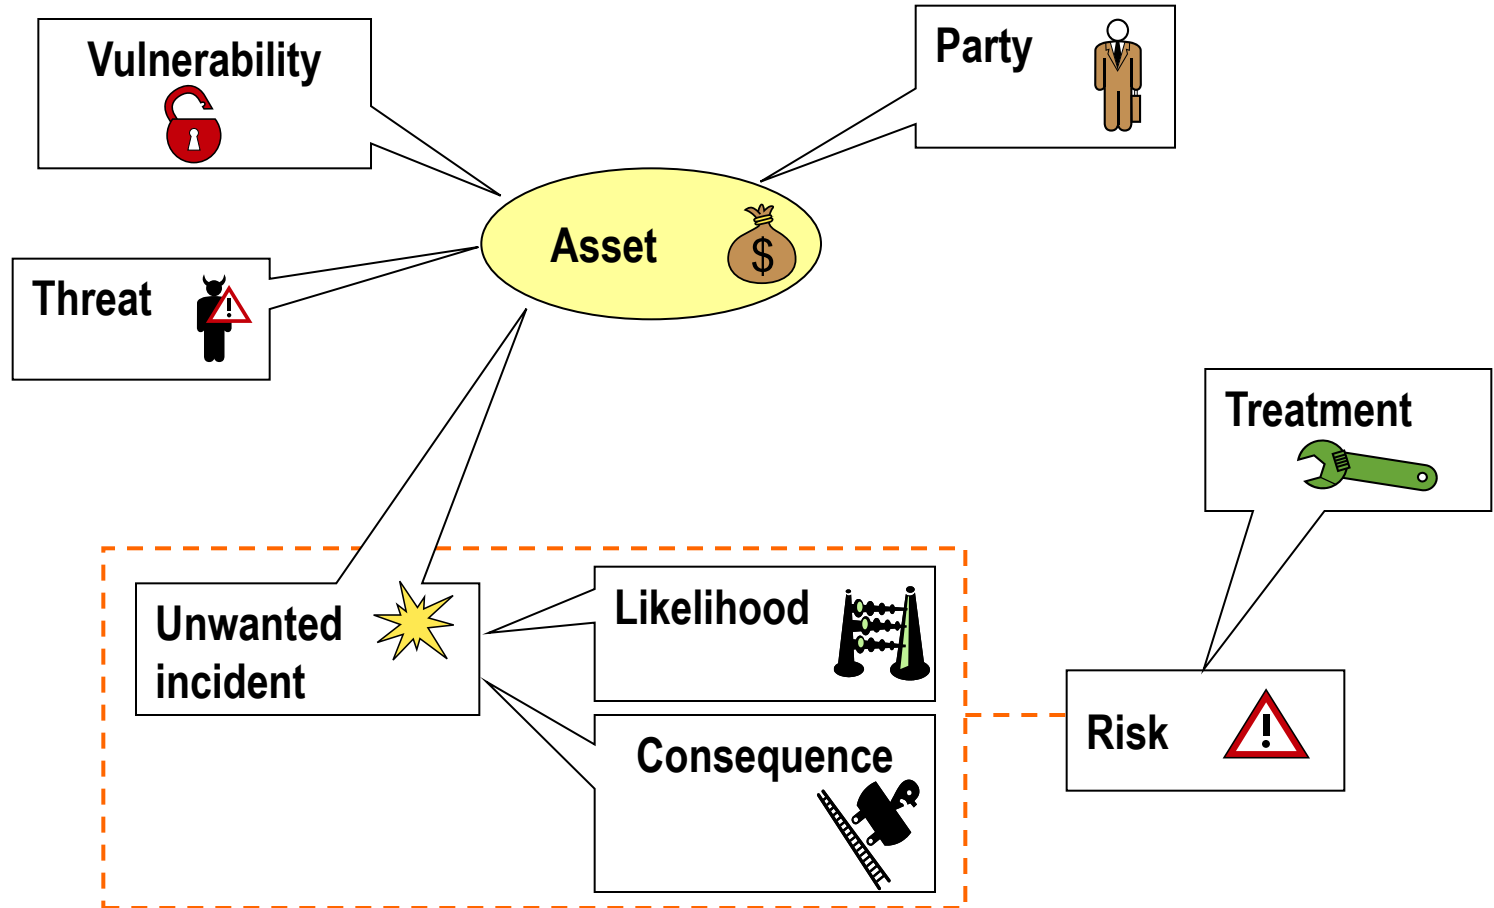 Vulnerability
Party
Asset
$
Threat
!
Treatment
Unwanted
incident
Likelihood
Consequence
Risk
!